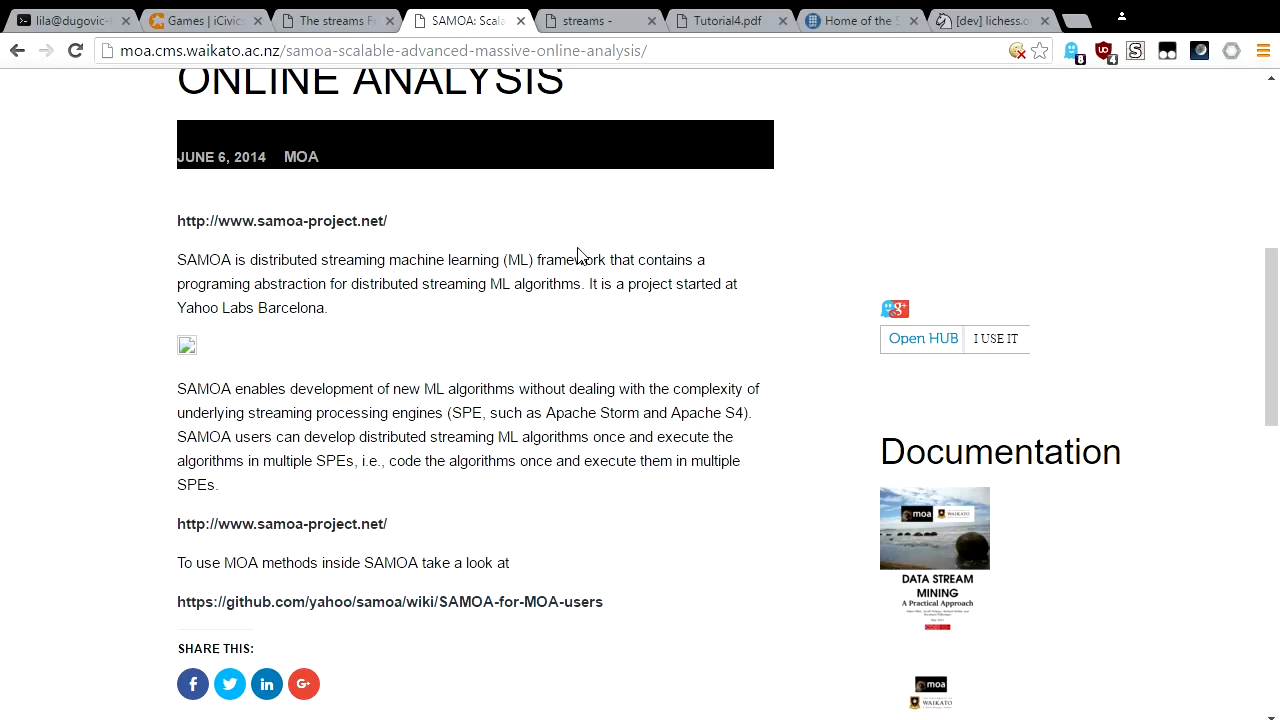 lila@dugovic-
Games | iCivics
The streams F
SAMOA: Scala
streams -
Tutorial4.pdf
Home of the S
[dev] lichess.o
moa.cms.waikato.ac.nz/samoa-scalable-advanced-massive-online-analysis/
8
4
ONLINE ANALYSIS
JUNE 6, 2014 MOA
http://www.samoa-project.net/
SAMOA is distributed streaming machine learning (ML) framework that contains a
programing abstraction for distributed streaming ML algorithms. It is a project started at
Yahoo Labs Barcelona.
SAMOA enables development of new ML algorithms without dealing with the complexity of
underlying streaming processing engines (SPE, such as Apache Storm and Apache S4).
SAMOA users can develop distributed streaming ML algorithms once and execute the
algorithms in multiple SPEs, i.e., code the algorithms once and execute them in multiple
SPEs.
http://www.samoa-project.net/
To use MOA methods inside SAMOA take a look at
https://github.com/yahoo/samoa/wiki/SAMOA-for-MOA-users
SHARE THIS:
g+
Open HUB I USE IT
Documentation
moa WAIKATO
DATA STREAM
MINING
A Practical Approach
moa
WAIKATO